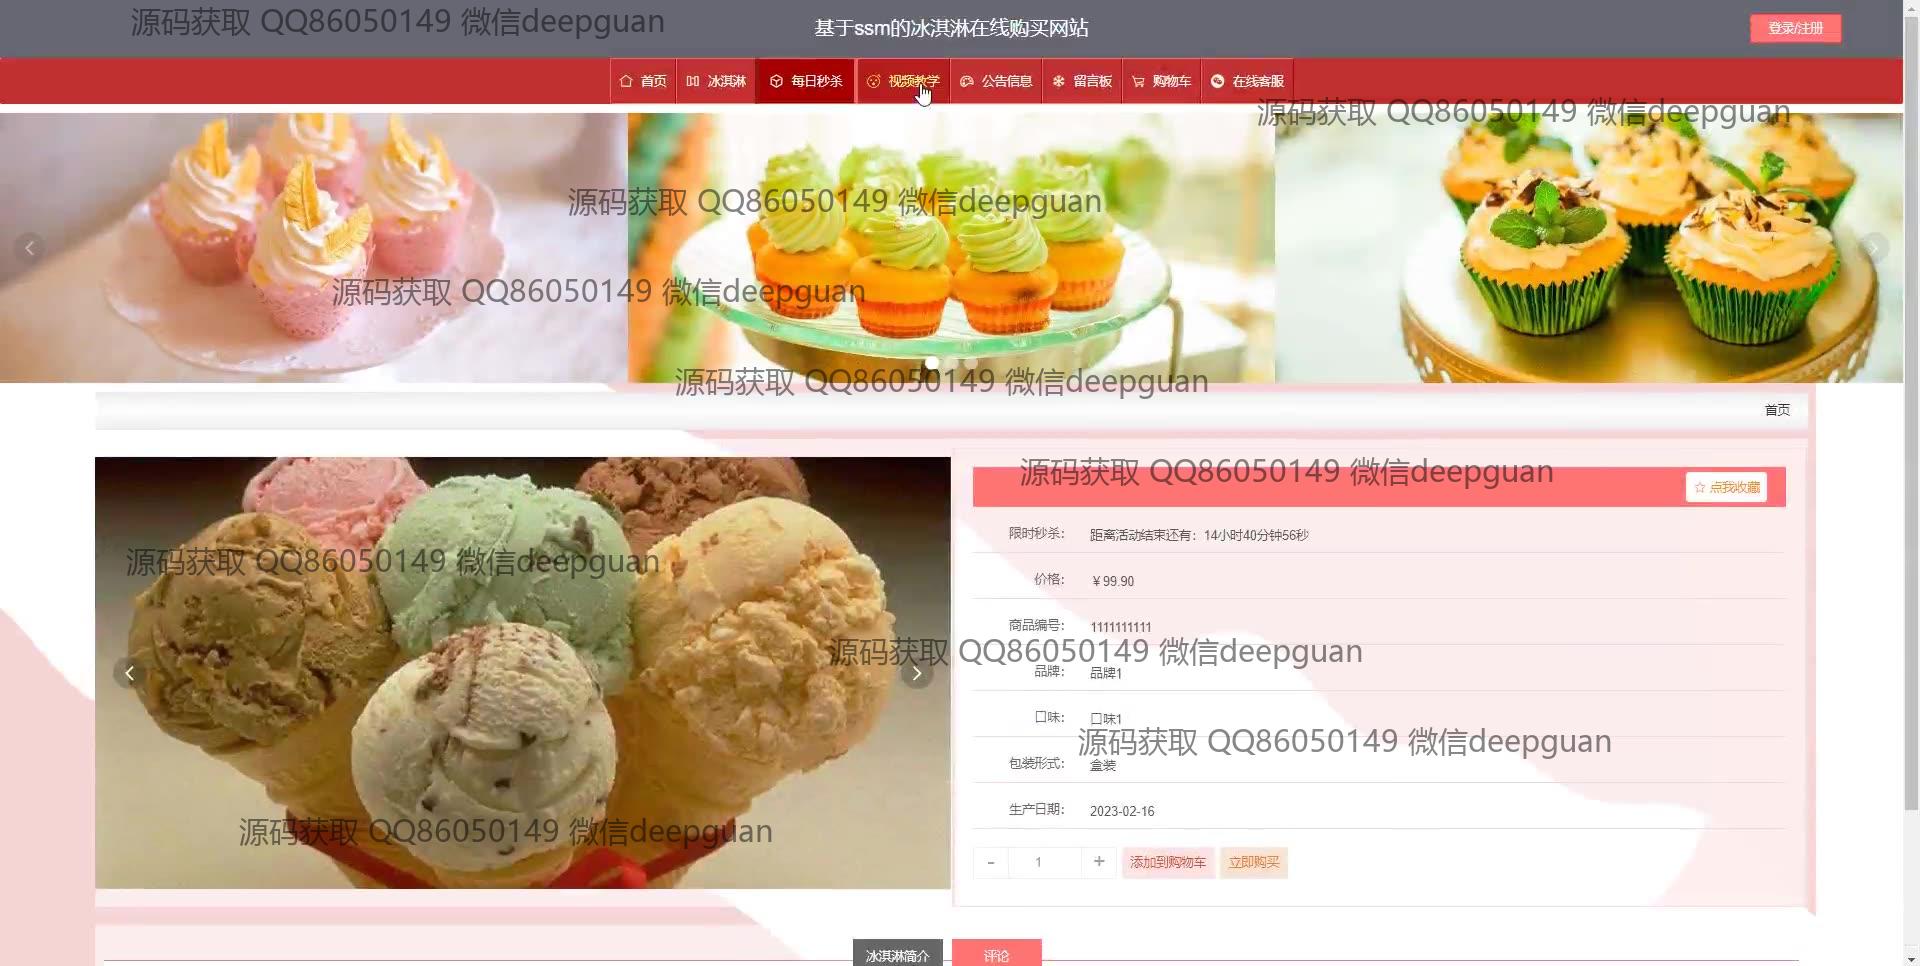 源码获取 QQ86050149 微信deepguan
基于ssm的冰淇淋在线购买网站
登录/注册
首页 冰淇淋 每日秒杀 视频教学 公告信息 留言板 购物车 在线客服
源码获取 QQ86050149 微信deepguan
源码获取 QQ86050149 微信deepguan
源码获取 QQ86050149 微信deepguan
源码获取 QQ86050149 微信deepguan
首页
源码获取 QQ86050149 微信deepguan
点我收藏
限时秒杀: 距离活动结束还有: 14小时40分钟56秒
源码获取 QQ86050149 微信deepguan
价格: ￥99.90
商品编号: 1111111111
源码获取 QQ86050149 微信deepguan
品牌: 品牌1
口味: 口味1
源码获取 QQ86050149 微信deepguan
包装形式: 盒装
生产日期: 2023-02-16
源码获取 QQ86050149 微信deepguan
- 1 + 添加到购物车 立即购买
冰淇淋简介 评论